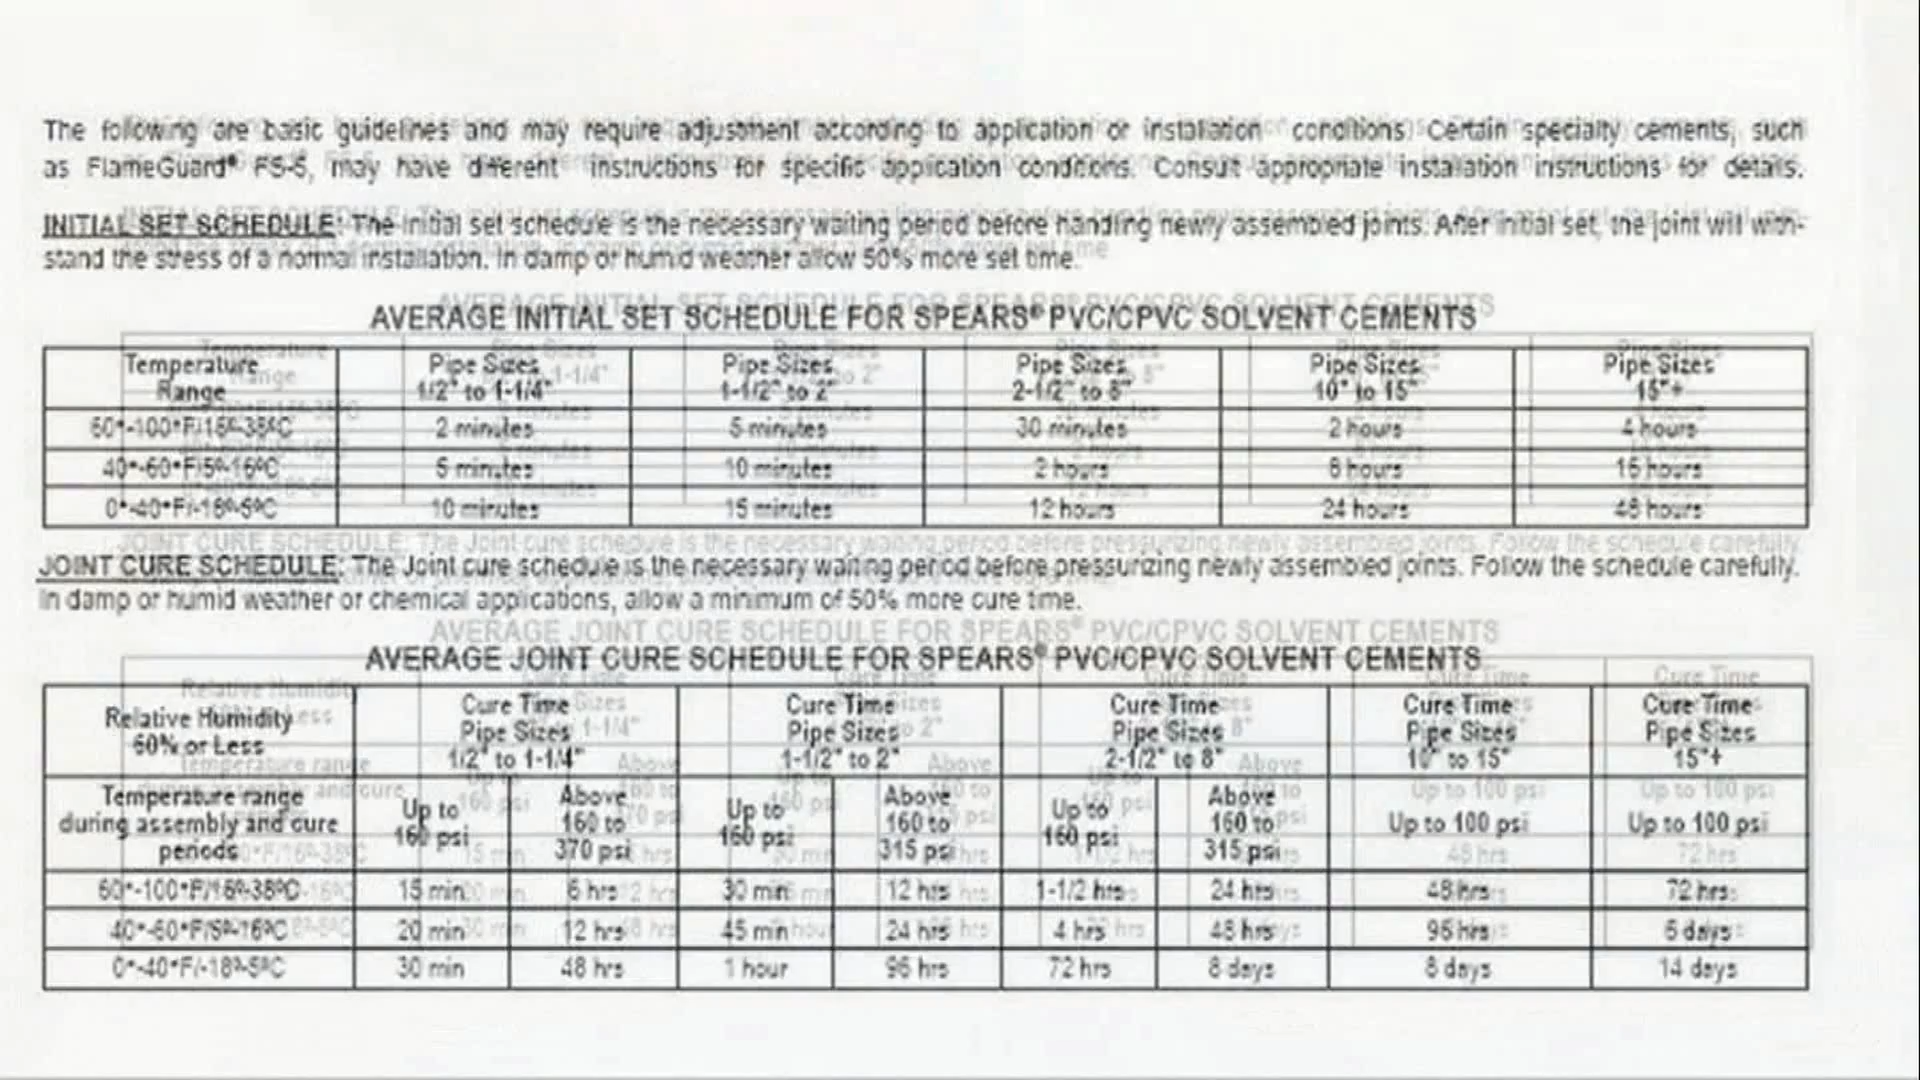 The following are basic guidelines and may require adjustment according to application or installation conditions. Certain specialty cements, such
as FlameGuard® FS-5, may have different instructions for specific application conditions. Consult appropriate installation instructions for details.
INITIAL SET SCHEDULE: The initial set schedule is the necessary waiting period before handling newly assembled joints. After initial set, the joint will with-
stand the stress of a normal installation. In damp or humid weather allow 50% more set time.
AVERAGE INITIAL SET SCHEDULE FOR SPEARS® PVC/CPVC SOLVENT CEMENTS
Temperature Range Pipe Sizes 1/2" to 1-1/4" Pipe Sizes 1-1/2" to 2" Pipe Sizes 2-1/2" to 8" Pipe Sizes 10" to 15" Pipe Sizes 15"+
60°-100°F/16º-38ºC 2 minutes 5 minutes 30 minutes 2 hours 4 hours
40°-60°F/5º-16ºC 5 minutes 10 minutes 2 hours 8 hours 16 hours
0°-40°F/-18º-5ºC 10 minutes 15 minutes 12 hours 24 hours 48 hours
JOINT CURE SCHEDULE: The Joint cure schedule is the necessary waiting period before pressurizing newly assembled joints. Follow the schedule carefully.
In damp or humid weather or chemical applications, allow a minimum of 50% more cure time.
AVERAGE JOINT CURE SCHEDULE FOR SPEARS® PVC/CPVC SOLVENT CEMENTS
Relative Humidity 60% or Less Cure Time Pipe Sizes 1/2" to 1-1/4" Cure Time Pipe Sizes 1-1/2" to 2" Cure Time Pipe Sizes 2-1/2" to 8" Cure Time Pipe Sizes 10" to 15" Cure Time Pipe Sizes 15"+
Temperature range during assembly and cure periods Up to 160 psi Above 160 to 370 psi Up to 160 psi Above 160 to 315 psi Up to 160 psi Above 160 to 315 psi Up to 100 psi Up to 100 psi
60°-100°F/16º-38ºC 15 min 6 hrs 30 min 12 hrs 1-1/2 hrs 24 hrs 48 hrs 72 hrs
40°-60°F/5º-16ºC 20 min 12 hrs 45 min 24 hrs 4 hrs 48 hrs 96 hrs 6 days
0°-40°F/-18º-5ºC 30 min 48 hrs 1 hour 96 hrs 72 hrs 8 days 8 days 14 days